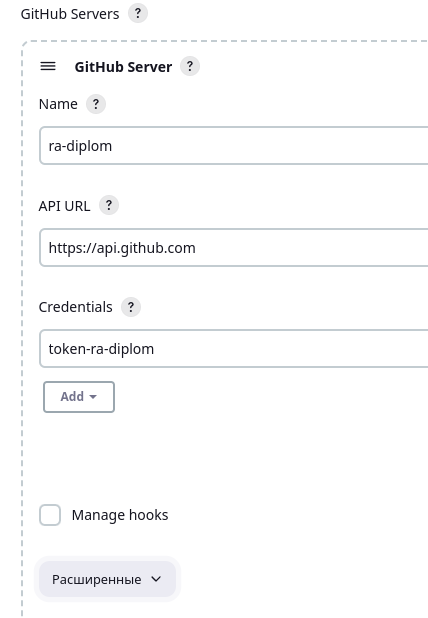 GitHub Servers ?
GitHub Server ?
Name ?
ra-diplom
API URL ?
https://api.github.com
Credentials ?
token-ra-diplom
Add
Manage hooks
Расширенные